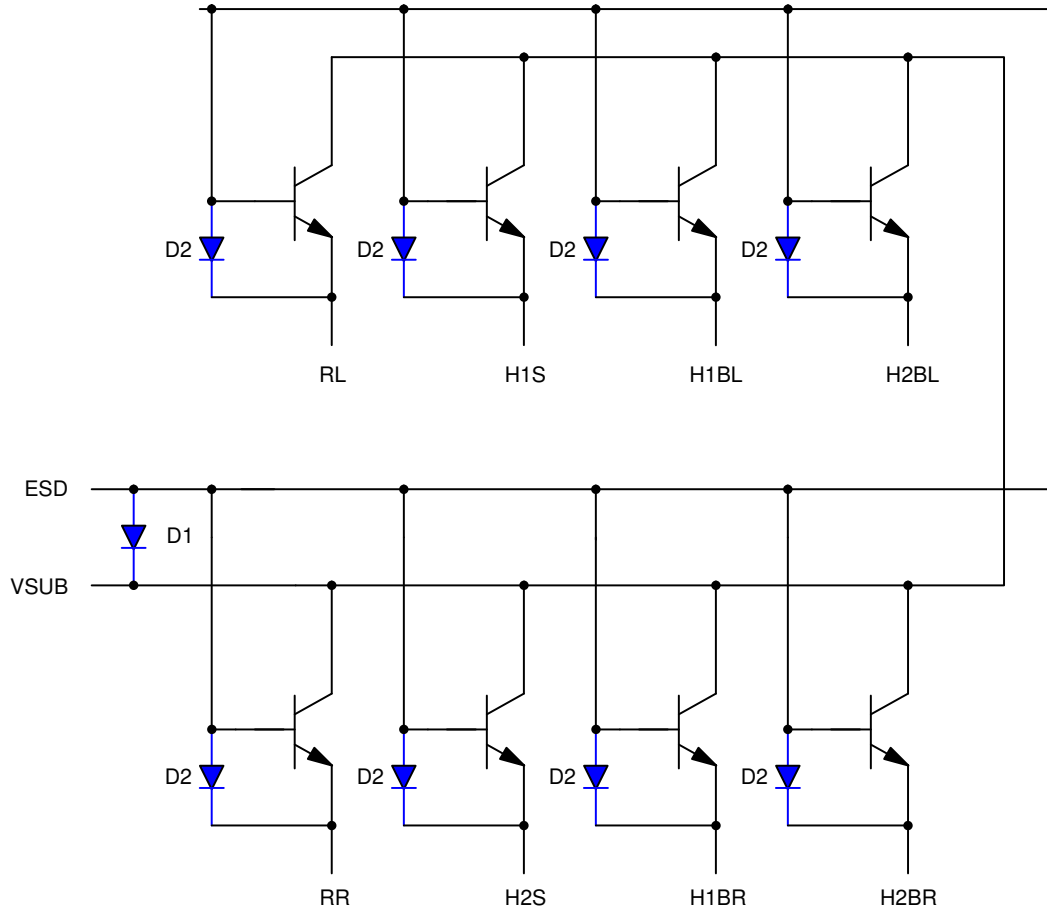 D2 D2 D2 D2
RL H1S H1BL H2BL
ESD
D1
VSUB
D2 D2 D2 D2
RR H2S H1BR H2BR